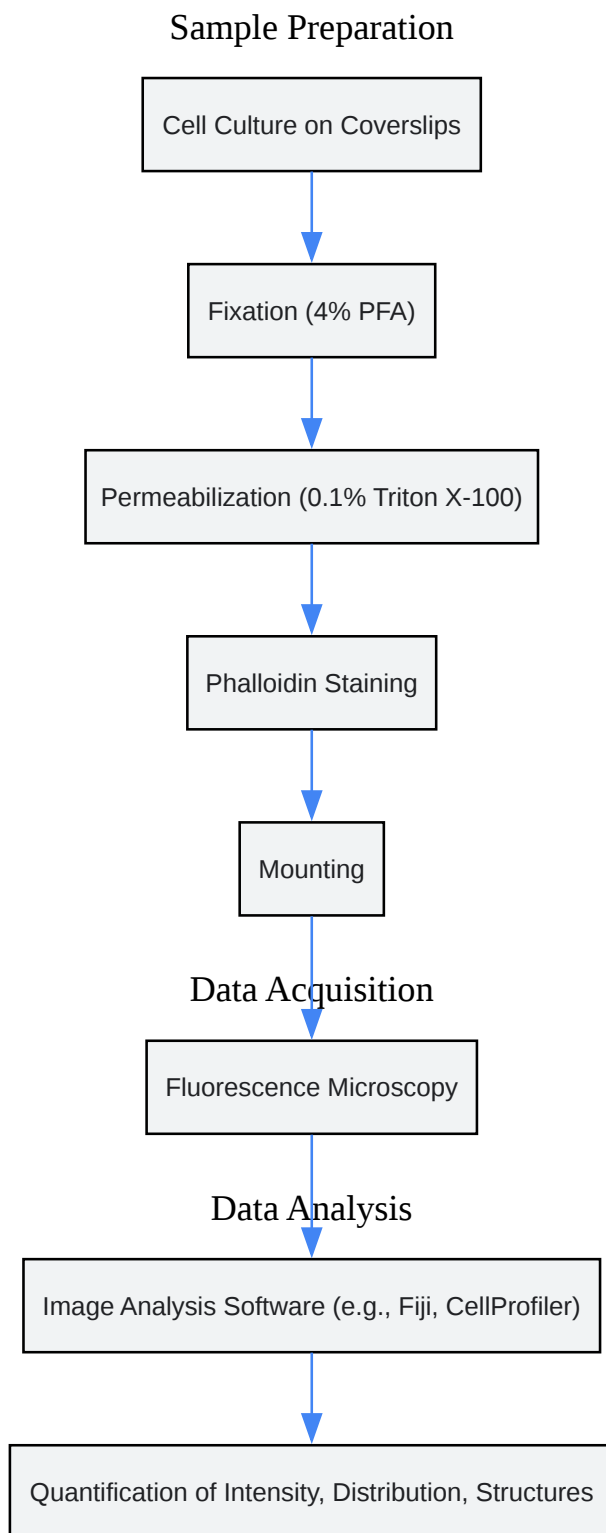 Sample Preparation
Cell Culture on Coverslips
Fixation (4% PFA)
Permeabilization (0.1% Triton X-100)
Phalloidin Staining
Mounting
Data Acquisition
Fluorescence Microscopy
Data Analysis
Image Analysis Software (e.g., Fiji, CellProfiler)
Quantification of Intensity, Distribution, Structures